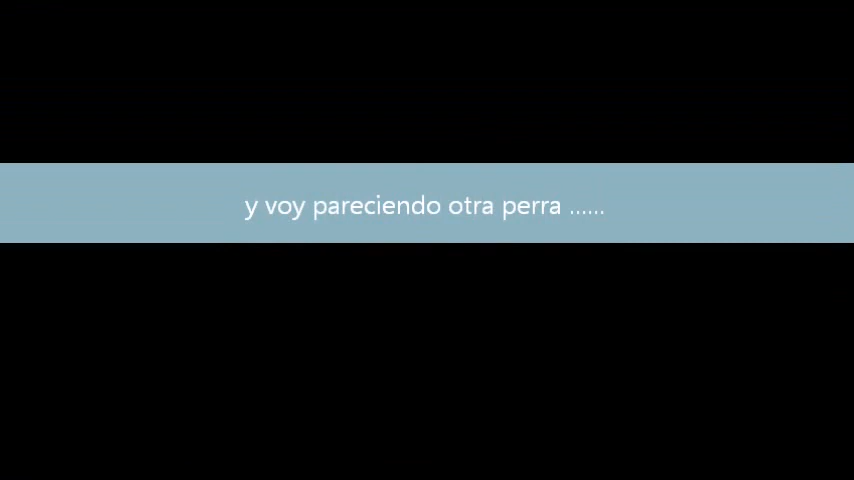 y voy pareciendo otra perra ......